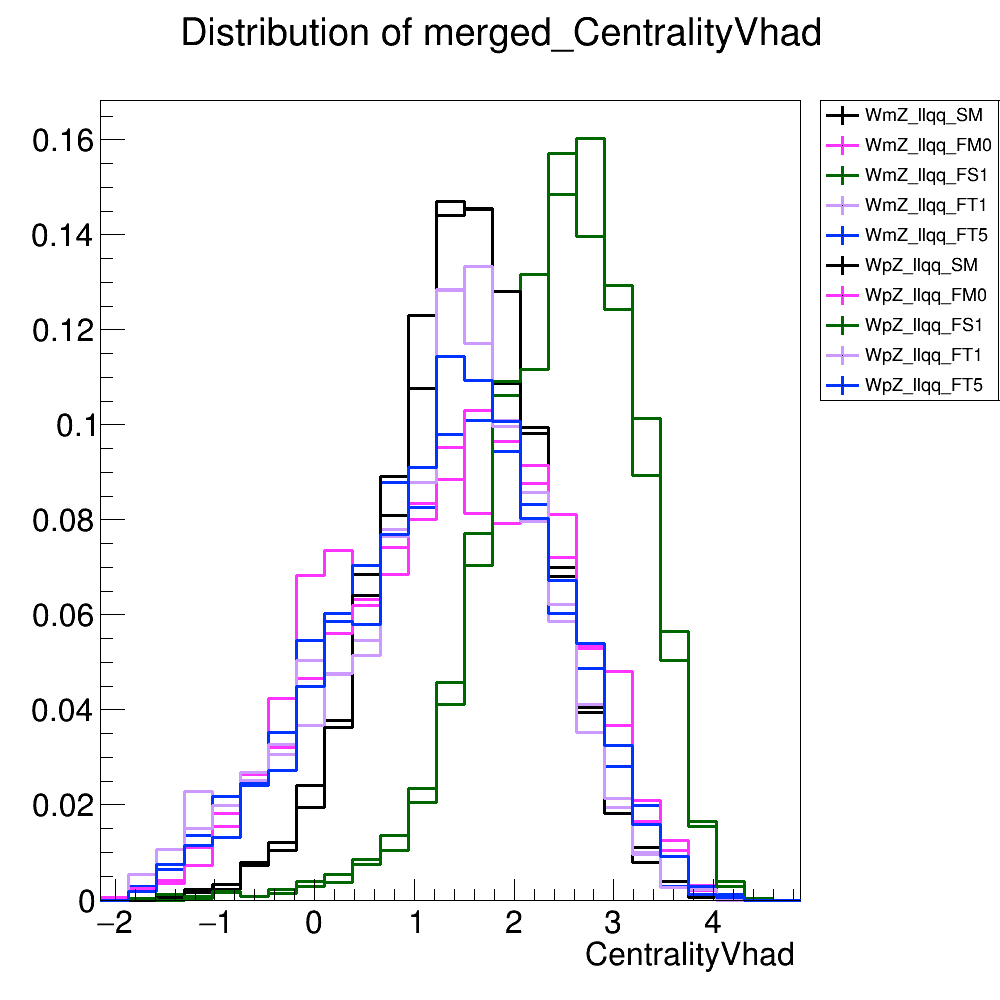 Distribution of merged_CentralityVhad
WmZ_llqq_SM
WmZ_llqq_FM0
WmZ_llqq_FS1
WmZ_llqq_FT1
WmZ_llqq_FT5
WpZ_llqq_SM
WpZ_llqq_FM0
WpZ_llqq_FS1
WpZ_llqq_FT1
WpZ_llqq_FT5
0.16
0.14
0.12
0.1
0.08
0.06
0.04
0.02
0
−2 −1 0 1 2 3 4
CentralityVhad